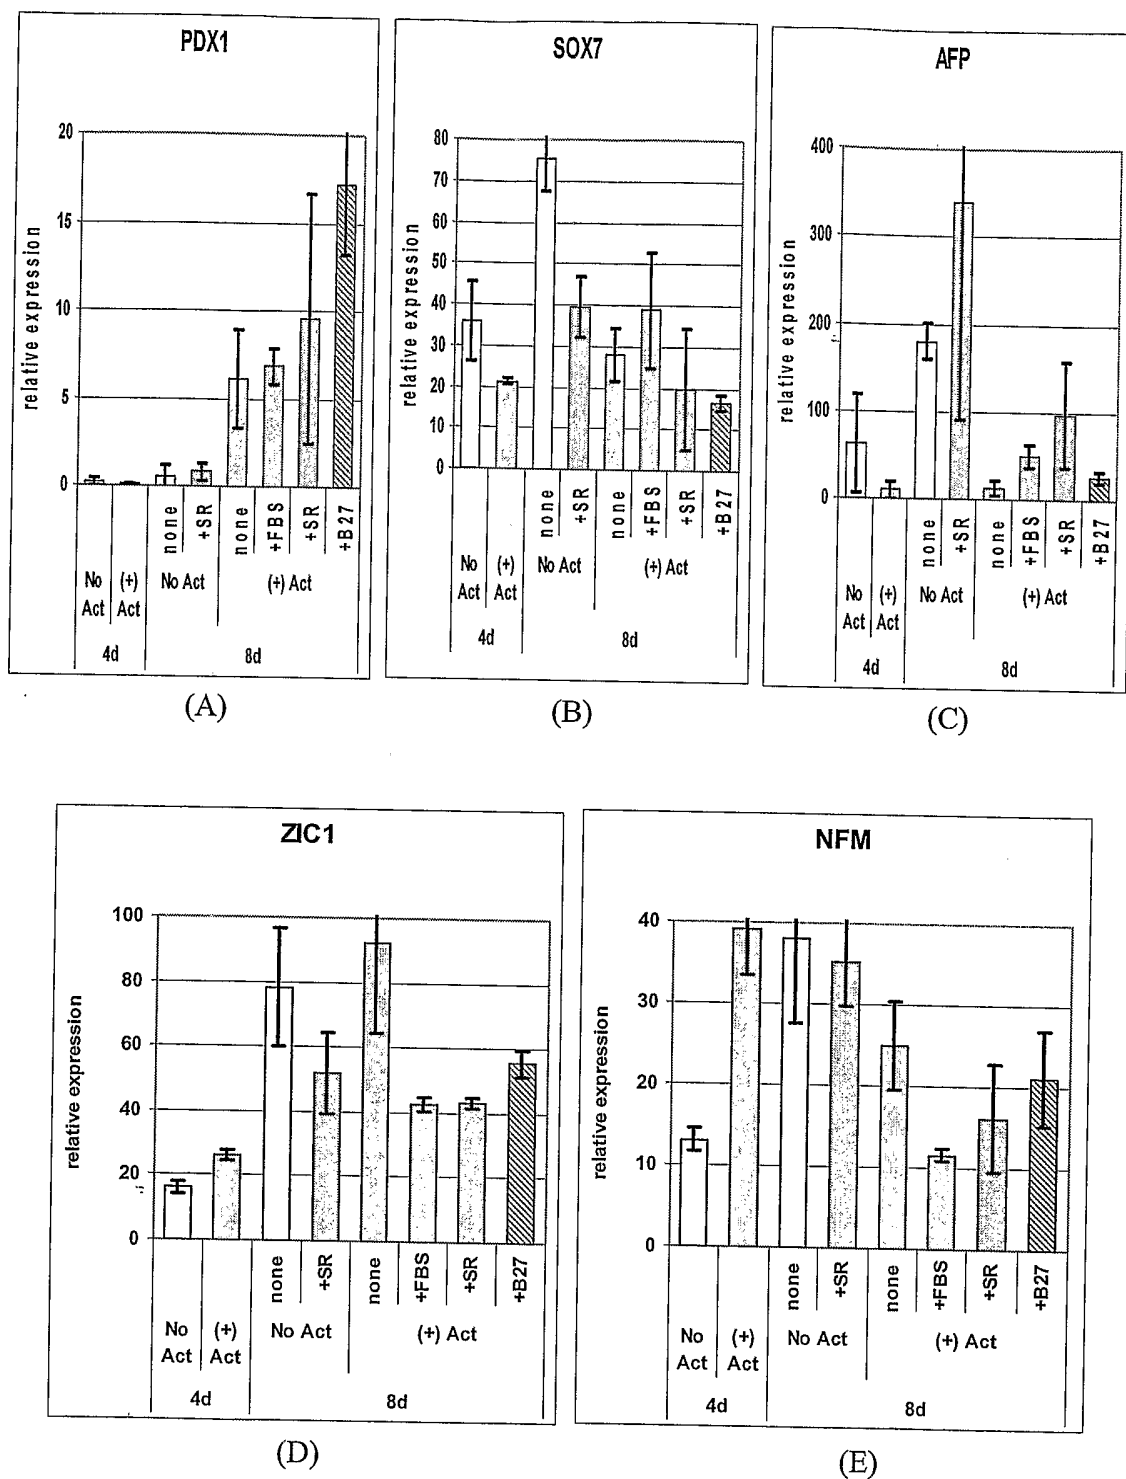 PDX1
relative expression
20
15
10
5
0
none
+SR
none
+FBS
+SR
+B27
No Act
(+) Act
No Act
(+) Act
4d
8d
(A)
SOX7
relative expression
80
70
60
50
40
30
20
10
0
none
+SR
none
+FBS
+SR
+B27
No Act
(+) Act
No Act
(+) Act
4d
8d
(B)
AFP
relative expression
400
300
200
100
0
none
+SR
none
+FBS
+SR
+B27
No Act
(+) Act
No Act
(+) Act
4d
8d
(C)
ZIC1
relative expression
100
80
60
40
20
0
none
+SR
none
+FBS
+SR
+B27
No Act
(+) Act
No Act
(+) Act
4d
8d
(D)
NFM
relative expression
40
30
20
10
0
none
+SR
none
+FBS
+SR
+B27
No Act
(+) Act
No Act
(+) Act
4d
8d
(E)